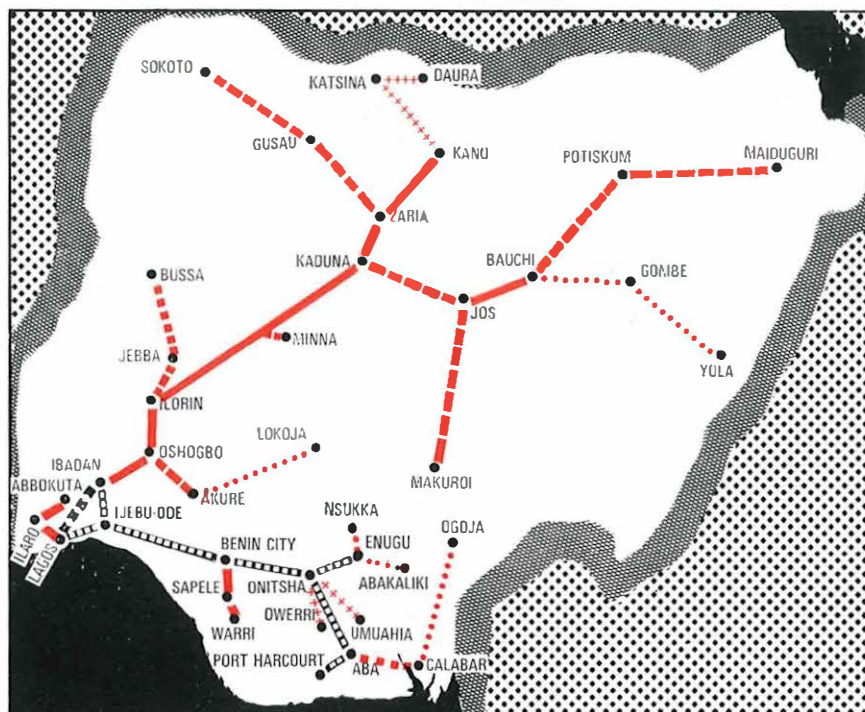 SOKOTO
KATSINA
DAURA
GUSAU
KANO
POTISKUM
MAIDUGURI
ZARIA
KADUNA
BAUCHI
GOMBE
BUSSA
JOS
MINNA
JEBBA
YOLA
ILORIN
LOKOJA
OSHOGBO
IBADAN
MAKURDI
ABBOKUTA
AKURE
NSUKKA
OGOJA
IJEBU-ODE
ILARO
LAGOS
BENIN CITY
ENUGU
SAPELE
ONITSHA
ABAKALIKI
OWERRI
WARRI
UMUAHIA
PORT HARCOURT
ABA
CALABAR